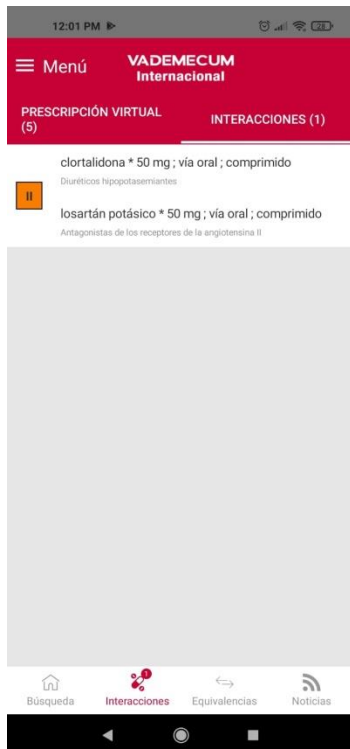 12:01 PM
28
Menú
VADEMECUM
Internacional
PRESCRIPCIÓN VIRTUAL
(5)
INTERACCIONES (1)
clortalidona * 50 mg ; vía oral ; comprimido
Diuréticos hipopotasemiantes
II
losartán potásico * 50 mg ; vía oral ; comprimido
Antagonistas de los receptores de la angiotensina II
1
Búsqueda
Interacciones
Equivalencias
Noticias